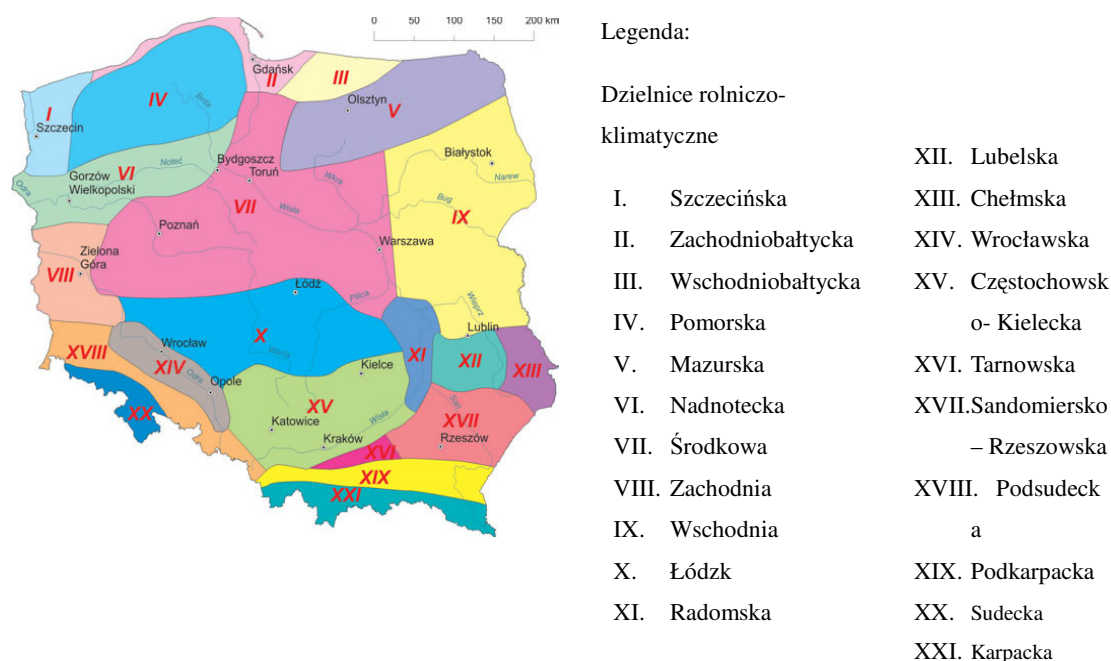 0 50 100 150 200 km
Gdańsk
II
III
I
IV
Brda
Olsztyn
V
Szczecin
Białystok
Bydgoszcz
Noteć
VI
Gorzów
Wielkopolski
Odra
Toruń
Wkra
Narew
VII
Wisła
Bug
IX
Poznań
Warszawa
Zielona
Góra
VIII
Łódź
Pilica
Wieprz
Lublin
X
Warta
XI
XII
XIII
XVIII
Wrocław
XIV
Odra
Opole
Kielce
XX
XV
Katowice
Wisła
Kraków
San
XVII
Rzeszów
XVI
XIX
XXI
Legenda:
Dzielnice rolniczo-
klimatyczne
I. Szczecińska
II. Zachodniobałtycka
III. Wschodniobałtycka
IV. Pomorska
V. Mazurska
VI. Nadnotecka
VII. Środkowa
VIII. Zachodnia
IX. Wschodnia
X. Łódzk
XI. Radomska
XII. Lubelska
XIII. Chełmska
XIV. Wrocławska
XV. Częstochowsk
o- Kielecka
XVI. Tarnowska
XVII.Sandomiersko
– Rzeszowska
XVIII. Podsudeck
a
XIX. Podkarpacka
XX. Sudecka
XXI. Karpacka